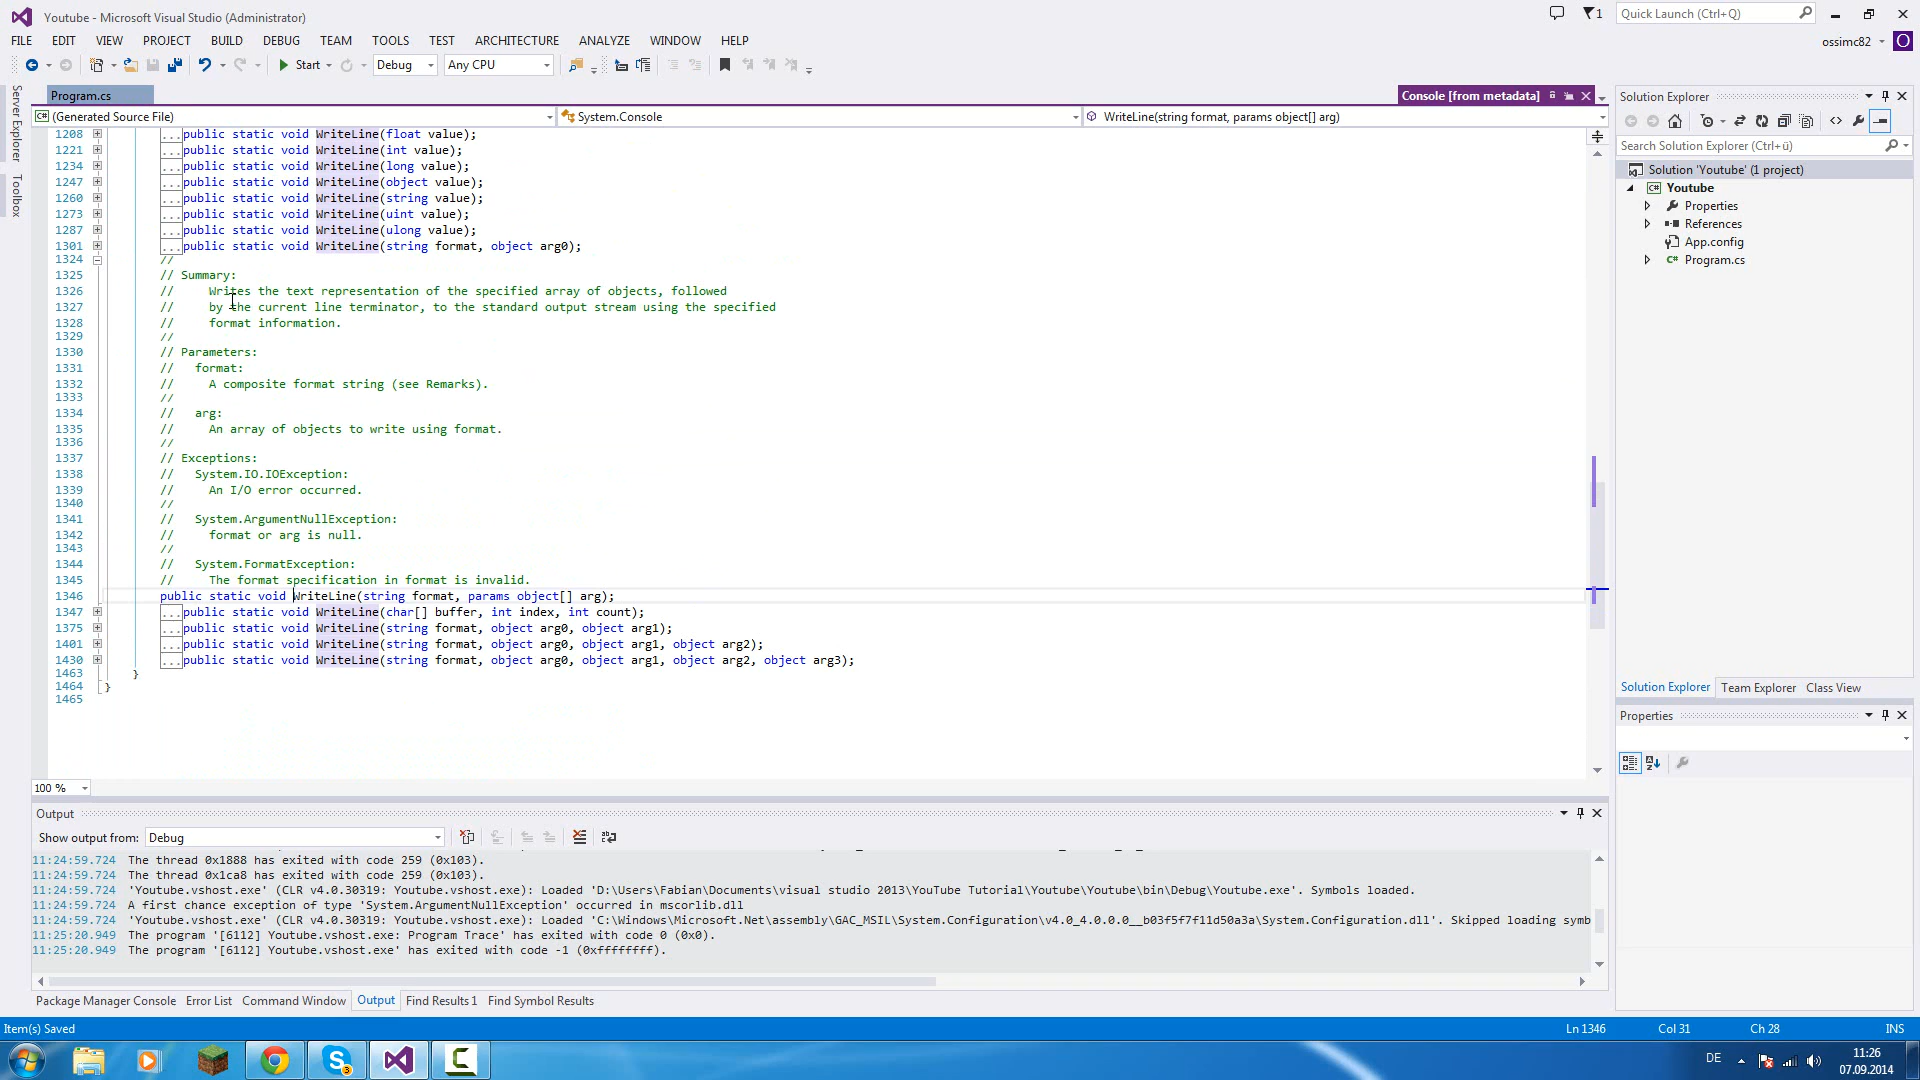 Youtube - Microsoft Visual Studio (Administrator)
1
Quick Launch (Ctrl+Q)
FILE EDIT VIEW PROJECT BUILD DEBUG TEAM TOOLS TEST ARCHITECTURE ANALYZE WINDOW HELP
ossimc82 O
Start Debug Any CPU
Server Explorer
Toolbox
Program.cs
Console [from metadata]
(Generated Source File) System.Console WriteLine(string format, params object[] arg)
1208 ...public static void WriteLine(float value);
1221 ...public static void WriteLine(int value);
1234 ...public static void WriteLine(long value);
1247 ...public static void WriteLine(object value);
1260 ...public static void WriteLine(string value);
1273 ...public static void WriteLine(uint value);
1287 ...public static void WriteLine(ulong value);
1301 ...public static void WriteLine(string format, object arg0);
1324 //
1325 // Summary:
1326 // Writes the text representation of the specified array of objects, followed
1327 // by the current line terminator, to the standard output stream using the specified
1328 // format information.
1329 //
1330 // Parameters:
1331 // format:
1332 // A composite format string (see Remarks).
1333 //
1334 // arg:
1335 // An array of objects to write using format.
1336 //
1337 // Exceptions:
1338 // System.IO.IOException:
1339 // An I/O error occurred.
1340 //
1341 // System.ArgumentNullException:
1342 // format or arg is null.
1343 //
1344 // System.FormatException:
1345 // The format specification in format is invalid.
1346 public static void WriteLine(string format, params object[] arg);
1347 ...public static void WriteLine(char[] buffer, int index, int count);
1375 ...public static void WriteLine(string format, object arg0, object arg1);
1401 ...public static void WriteLine(string format, object arg0, object arg1, object arg2);
1430 ...public static void WriteLine(string format, object arg0, object arg1, object arg2, object arg3);
1463 }
1464 }
1465
100 %
Solution Explorer
Search Solution Explorer (Ctrl+ü)
Solution 'Youtube' (1 project)
Youtube
Properties
References
App.config
Program.cs
Solution Explorer Team Explorer Class View
Properties
Output
Show output from: Debug
11:24:59.724 The thread 0x1888 has exited with code 259 (0x103).
11:24:59.724 The thread 0x1ca8 has exited with code 259 (0x103).
11:24:59.724 'Youtube.vshost.exe' (CLR v4.0.30319: Youtube.vshost.exe): Loaded 'D:\Users\Fabian\Documents\visual studio 2013\YouTube Tutorial\Youtube\Youtube\bin\Debug\Youtube.exe'. Symbols loaded.
11:24:59.724 A first chance exception of type 'System.ArgumentNullException' occurred in mscorlib.dll
11:24:59.724 'Youtube.vshost.exe' (CLR v4.0.30319: Youtube.vshost.exe): Loaded 'C:\Windows\Microsoft.Net\assembly\GAC_MSIL\System.Configuration\v4.0_4.0.0.0__b03f5f7f11d50a3a\System.Configuration.dll'. Skipped loading symb
11:25:20.949 The program '[6112] Youtube.vshost.exe: Program Trace' has exited with code 0 (0x0).
11:25:20.949 The program '[6112] Youtube.vshost.exe' has exited with code -1 (0xffffffff).
Package Manager Console Error List Command Window Output Find Results 1 Find Symbol Results
Item(s) Saved Ln 1346 Col 31 Ch 28 INS
3
DE
11:26
07.09.2014